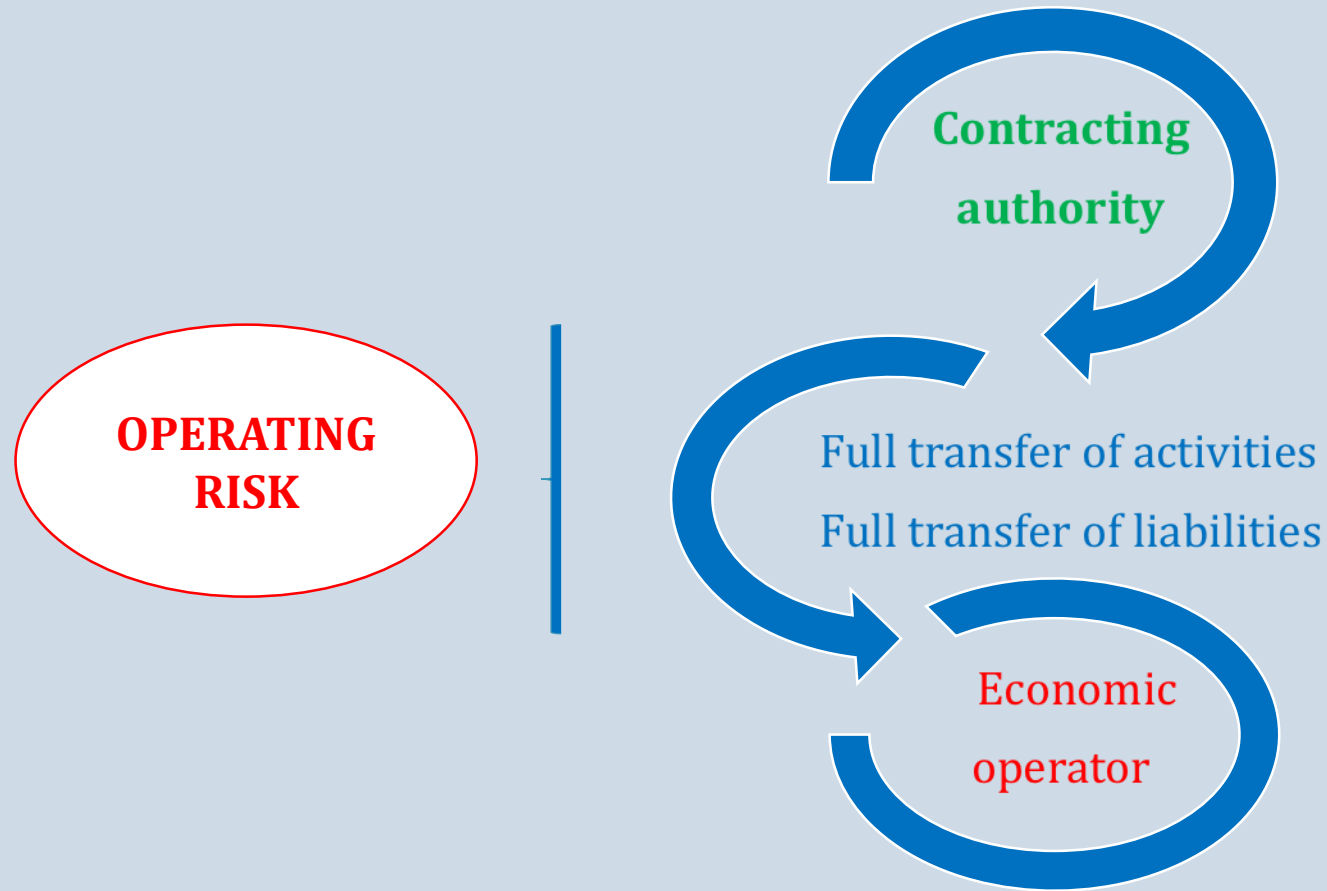 OPERATING
RISK
Contracting
authority
Full transfer of activities
Full transfer of liabilities
Economic
operator